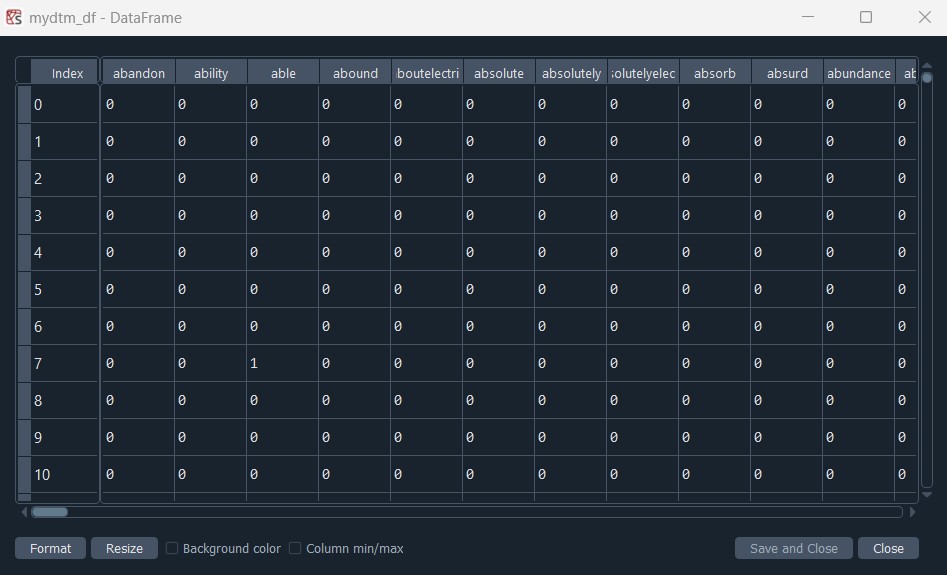 mydtm_df - DataFrame
Index abandon ability able abound boutelectri absolute absolutely solutelyelec absorb absurd abundance ab
0 0 0 0 0 0 0 0 0 0 0 0 0
1 0 0 0 0 0 0 0 0 0 0 0 0
2 0 0 0 0 0 0 0 0 0 0 0 0
3 0 0 0 0 0 0 0 0 0 0 0 0
4 0 0 0 0 0 0 0 0 0 0 0 0
5 0 0 0 0 0 0 0 0 0 0 0 0
6 0 0 0 0 0 0 0 0 0 0 0 0
7 0 0 1 0 0 0 0 0 0 0 0 0
8 0 0 0 0 0 0 0 0 0 0 0 0
9 0 0 0 0 0 0 0 0 0 0 0 0
10 0 0 0 0 0 0 0 0 0 0 0 0
Format Resize Background color Column min/max Save and Close Close